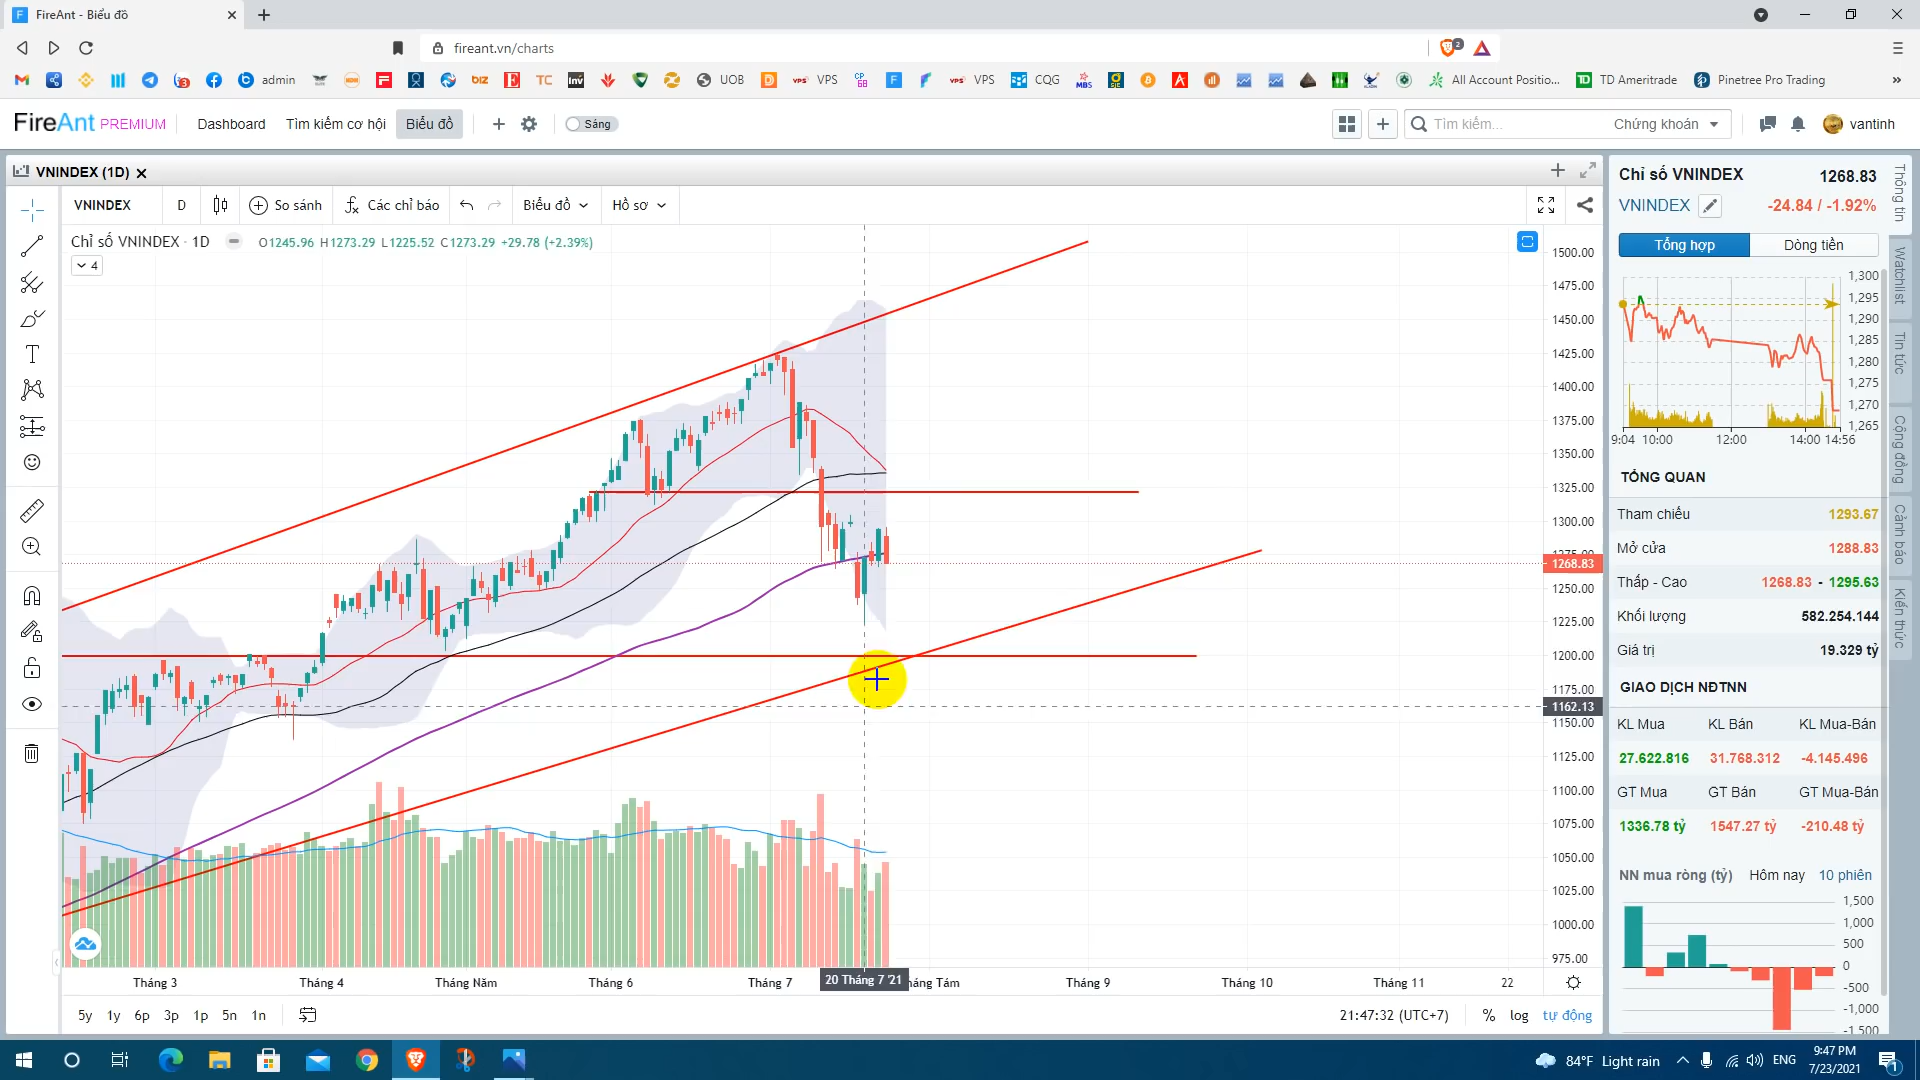 FireAnt - Biểu đồ
fireant.vn/charts
2
3
admin
biz
TC
Inv
UOB
VPS
VPS
VPS
VPS
CQG
MBS
All Account Positio...
TD Ameritrade
Pinetree Pro Trading
FireAnt PREMIUM
Dashboard
Tìm kiếm cơ hội
Biểu đồ
Sáng
Tìm kiếm...
Chứng khoán
vantinh
VNINDEX (1D)
VNINDEX
D
So sánh
Các chỉ báo
Biểu đồ
Hồ sơ
Chỉ số VNINDEX · 1D
O1245.96 H1273.29 L1225.52 C1273.29 +29.78 (+2.39%)
4
1500.00
1475.00
1450.00
1425.00
1400.00
1375.00
1350.00
1325.00
1300.00
1275.00
1268.83
1250.00
1225.00
1200.00
1175.00
1162.13
1150.00
1125.00
1100.00
1075.00
1050.00
1025.00
1000.00
975.00
Tháng 3
Tháng 4
Tháng Năm
Tháng 6
Tháng 7
20 Tháng 7 '21
áng Tám
Tháng 9
Tháng 10
Tháng 11
22
5y
1y
6p
3p
1p
5n
1n
21:47:32 (UTC+7)
%
log
tự động
Chỉ số VNINDEX
1268.83
VNINDEX
-24.84 / -1.92%
Tổng hợp
Dòng tiền
1,300
1,295
1,290
1,285
1,280
1,275
1,270
1,265
9:04 10:00
12:00
14:00 14:56
TỔNG QUAN
Tham chiếu
1293.67
Mở cửa
1288.83
Thấp - Cao
1268.83 - 1295.63
Khối lượng
582.254.144
Giá trị
19.329 tỷ
GIAO DỊCH NĐTNN
KL Mua
KL Bán
KL Mua-Bán
27.622.816
31.768.312
-4.145.496
GT Mua
GT Bán
GT Mua-Bán
1336.78 tỷ
1547.27 tỷ
-210.48 tỷ
NN mua ròng (tỷ)
Hôm nay
10 phiên
1,500
1,000
500
0
-500
-1,000
-1,500
Thông tin
Watchlist
Tin tức
Cộng đồng
Cảnh báo
Kiến thức
84°F Light rain
ENG
9:47 PM
7/23/2021
1